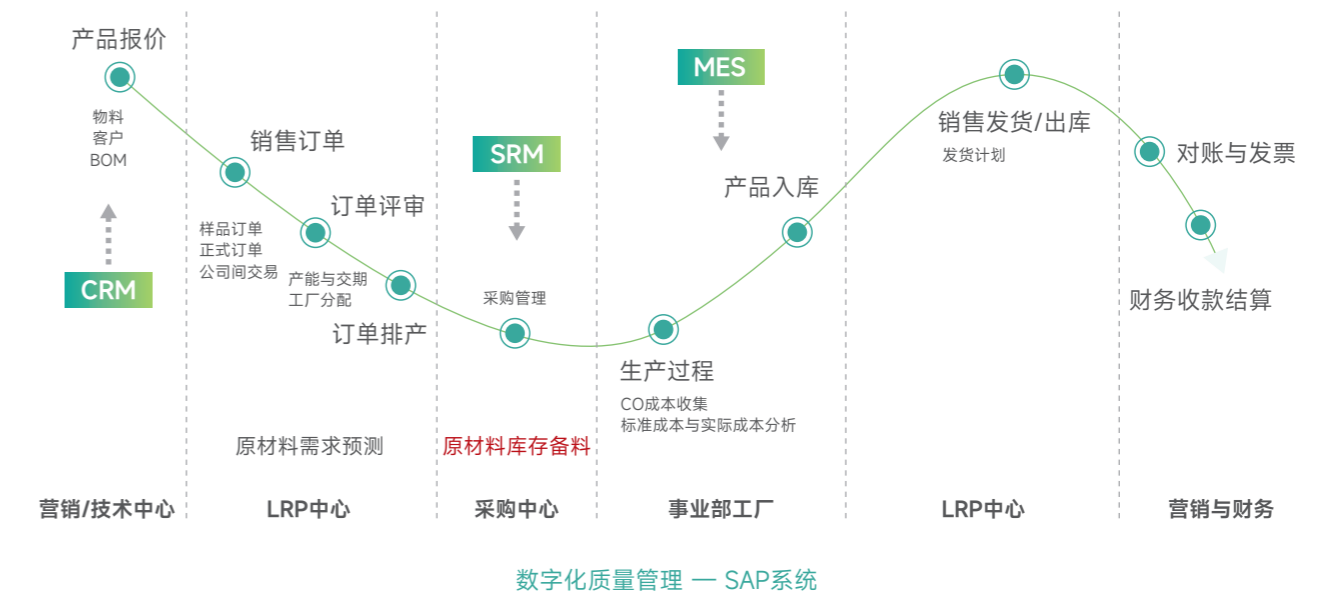 产品报价
物料
客户
BOM
CRM
销售订单
样品订单
正式订单
公司间交易
订单评审
产能与交期
工厂分配
订单排产
原材料需求预测
SRM
采购管理
原材料库存备料
MES
产品入库
生产过程
CO成本收集
标准成本与实际成本分析
销售发货/出库
发货计划
对账与发票
财务收款结算
营销/技术中心
LRP中心
采购中心
事业部工厂
LRP中心
营销与财务
数字化质量管理 — SAP系统